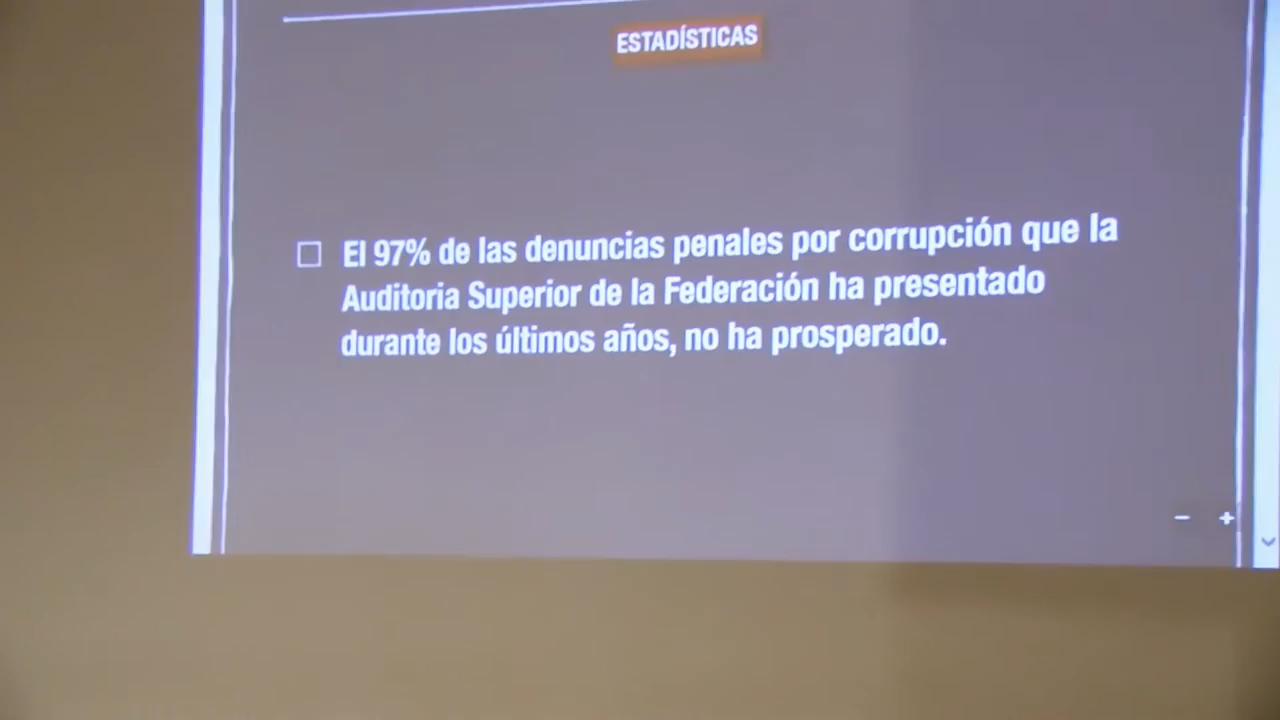 ESTADÍSTICAS
El 97% de las denuncias penales por corrupción que la
Auditoria Superior de la Federación ha presentado
durante los últimos años, no ha prosperado.